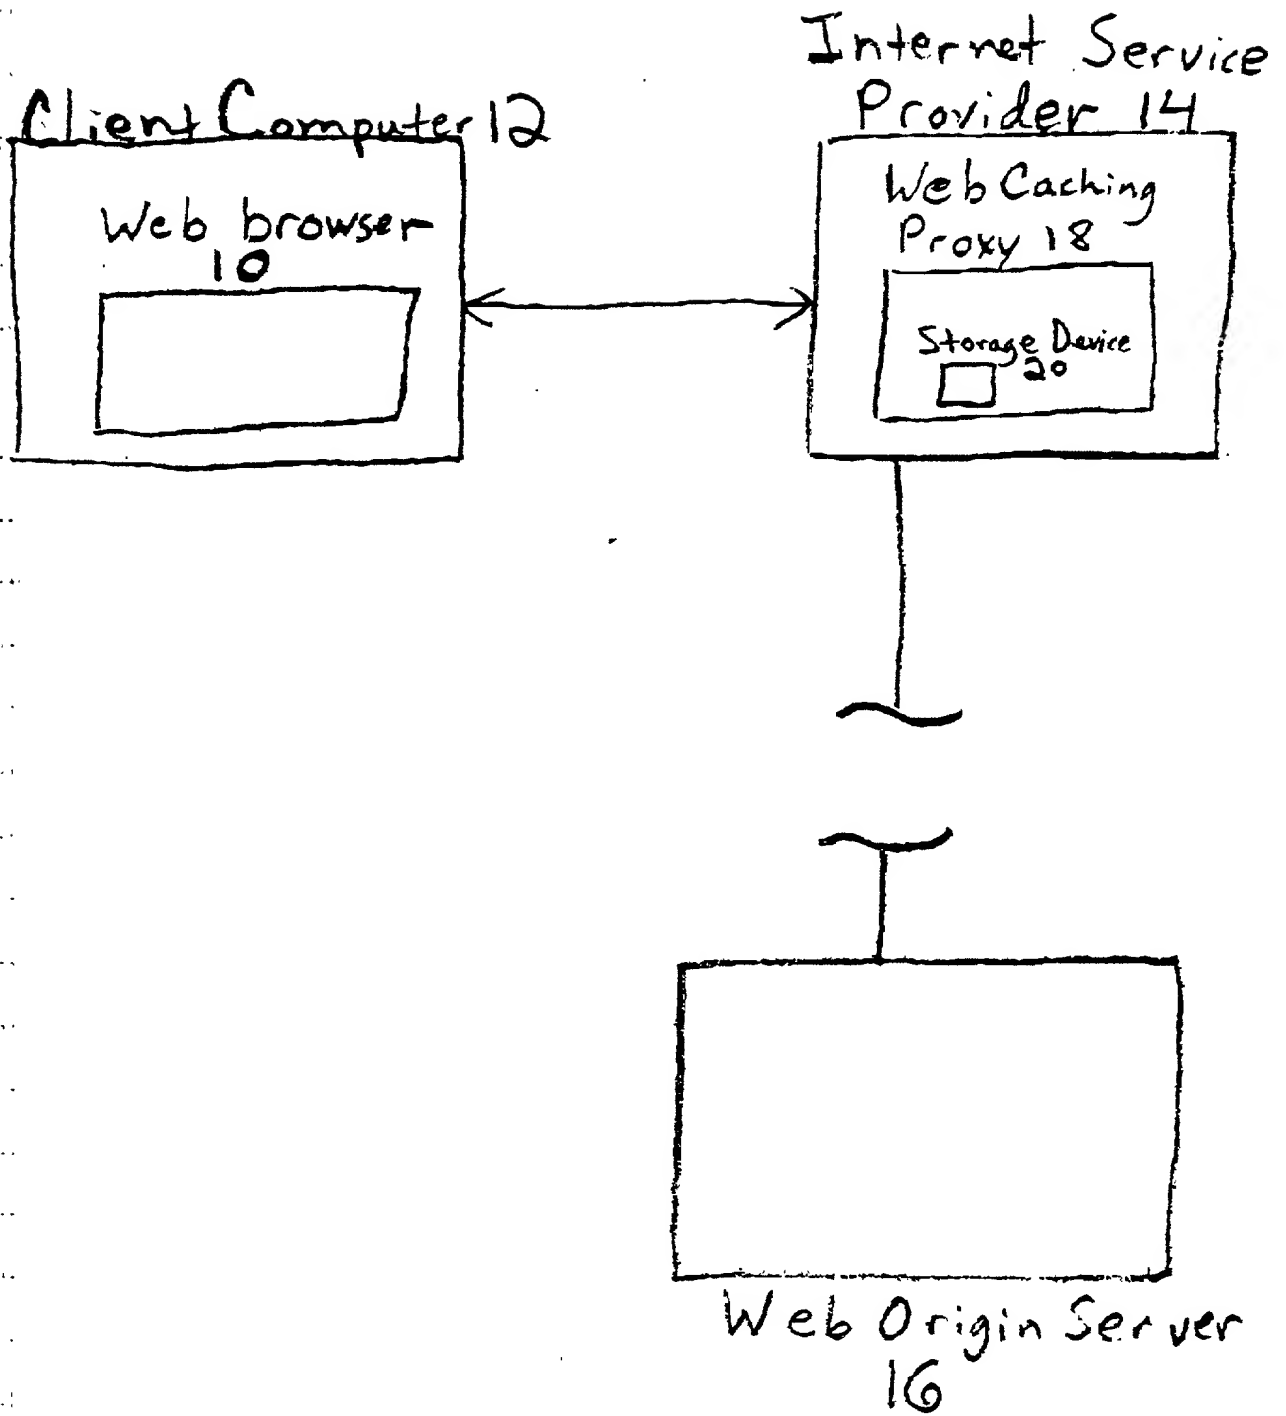 Client Computer 12
Web browser
10
Internet Service
Provider 14
Web Caching
Proxy 18
Storage Device
20
Web Origin Server
16